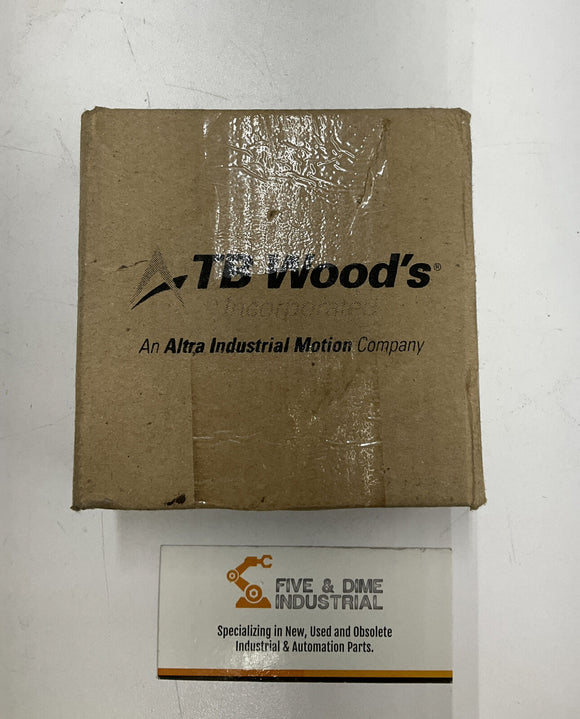 TB Wood's®
Incorporated
An Altra Industrial Motion Company
FIVE & DIME
INDUSTRIAL
Specializing in New, Used and Obsolete
Industrial & Automation Parts.